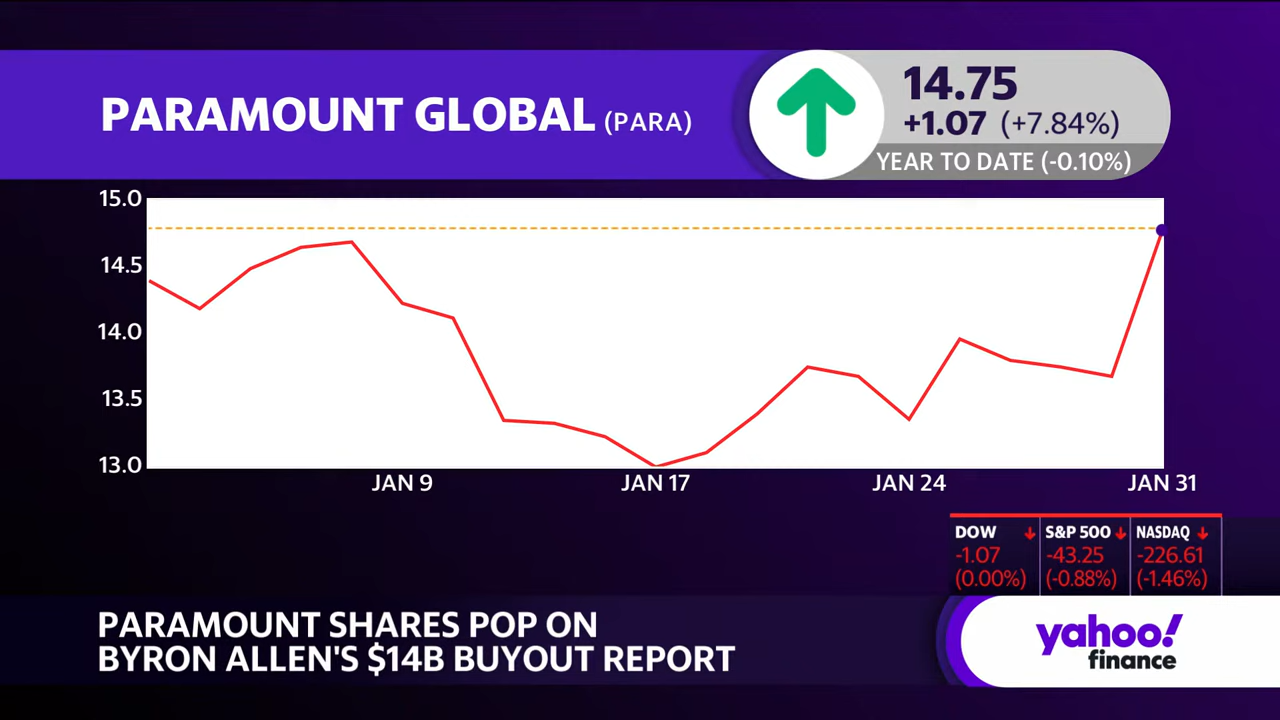 PARAMOUNT GLOBAL (PARA)
14.75
+1.07 (+7.84%)
YEAR TO DATE (-0.10%)
15.0
14.5
14.0
13.5
13.0
JAN 9 JAN 17 JAN 24 JAN 31
DOW S&P 500 NASDAQ
-1.07 -43.25 -226.61
(0.00%) (-0.88%) (-1.46%)
PARAMOUNT SHARES POP ON
BYRON ALLEN'S $14B BUYOUT REPORT
yahoo!
finance